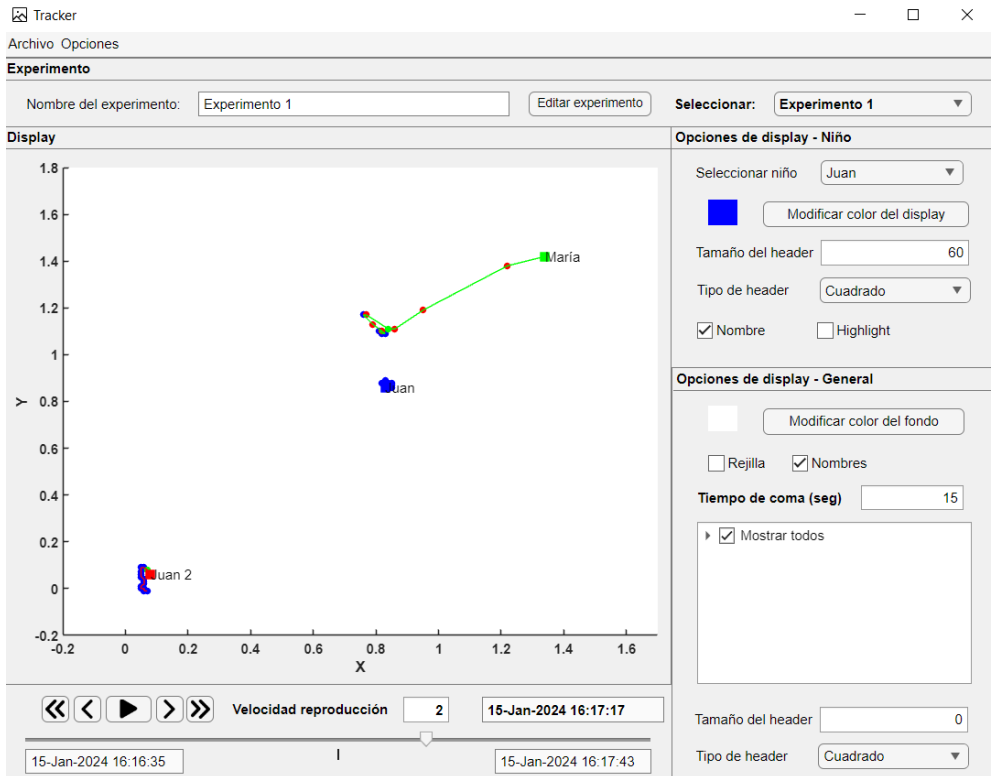 Tracker
Archivo Opciones
Experimento
Nombre del experimento: Experimento 1 Editar experimento Seleccionar: Experimento 1
Display
1.8
1.6
1.4
1.2
1
0.8
0.6
0.4
0.2
0
-0.2
Y
María
Juan
Juan 2
-0.2 0 0.2 0.4 0.6 0.8 1 1.2 1.4 1.6
X
Velocidad reproducción 2 15-Jan-2024 16:17:17
15-Jan-2024 16:16:35 15-Jan-2024 16:17:43
Opciones de display - Niño
Seleccionar niño Juan
Modificar color del display
Tamaño del header 60
Tipo de header Cuadrado
Nombre Highlight
Opciones de display - General
Modificar color del fondo
Rejilla Nombres
Tiempo de coma (seg) 15
Mostrar todos
Tamaño del header 0
Tipo de header Cuadrado